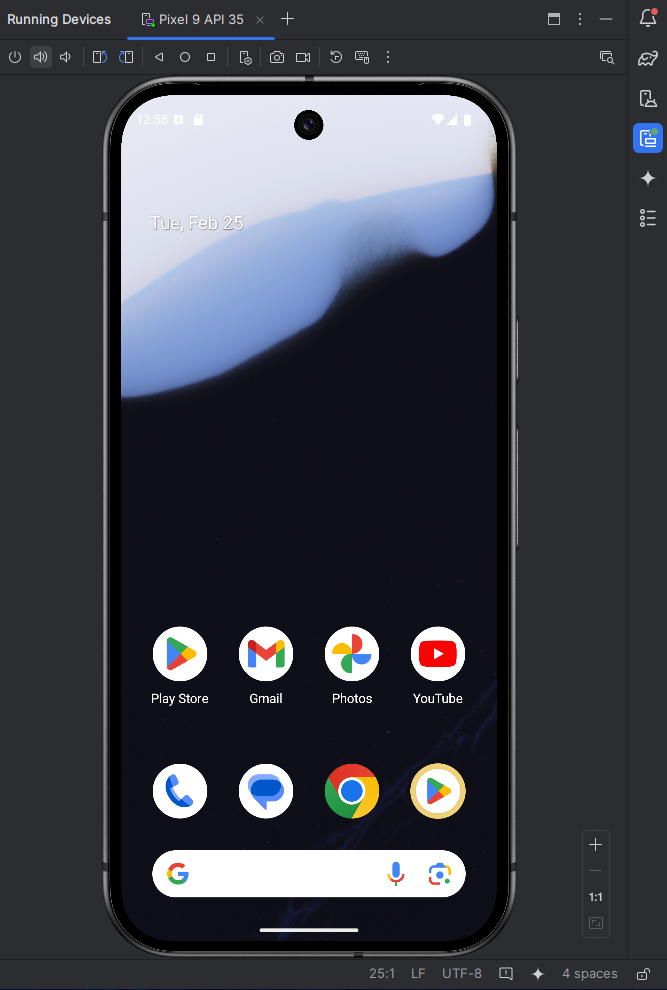 Running Devices
Pixel 9 API 35
12:58
Tue, Feb 25
Play Store
Gmail
Photos
YouTube
1:1
25:1
LF
UTF-8
4 spaces